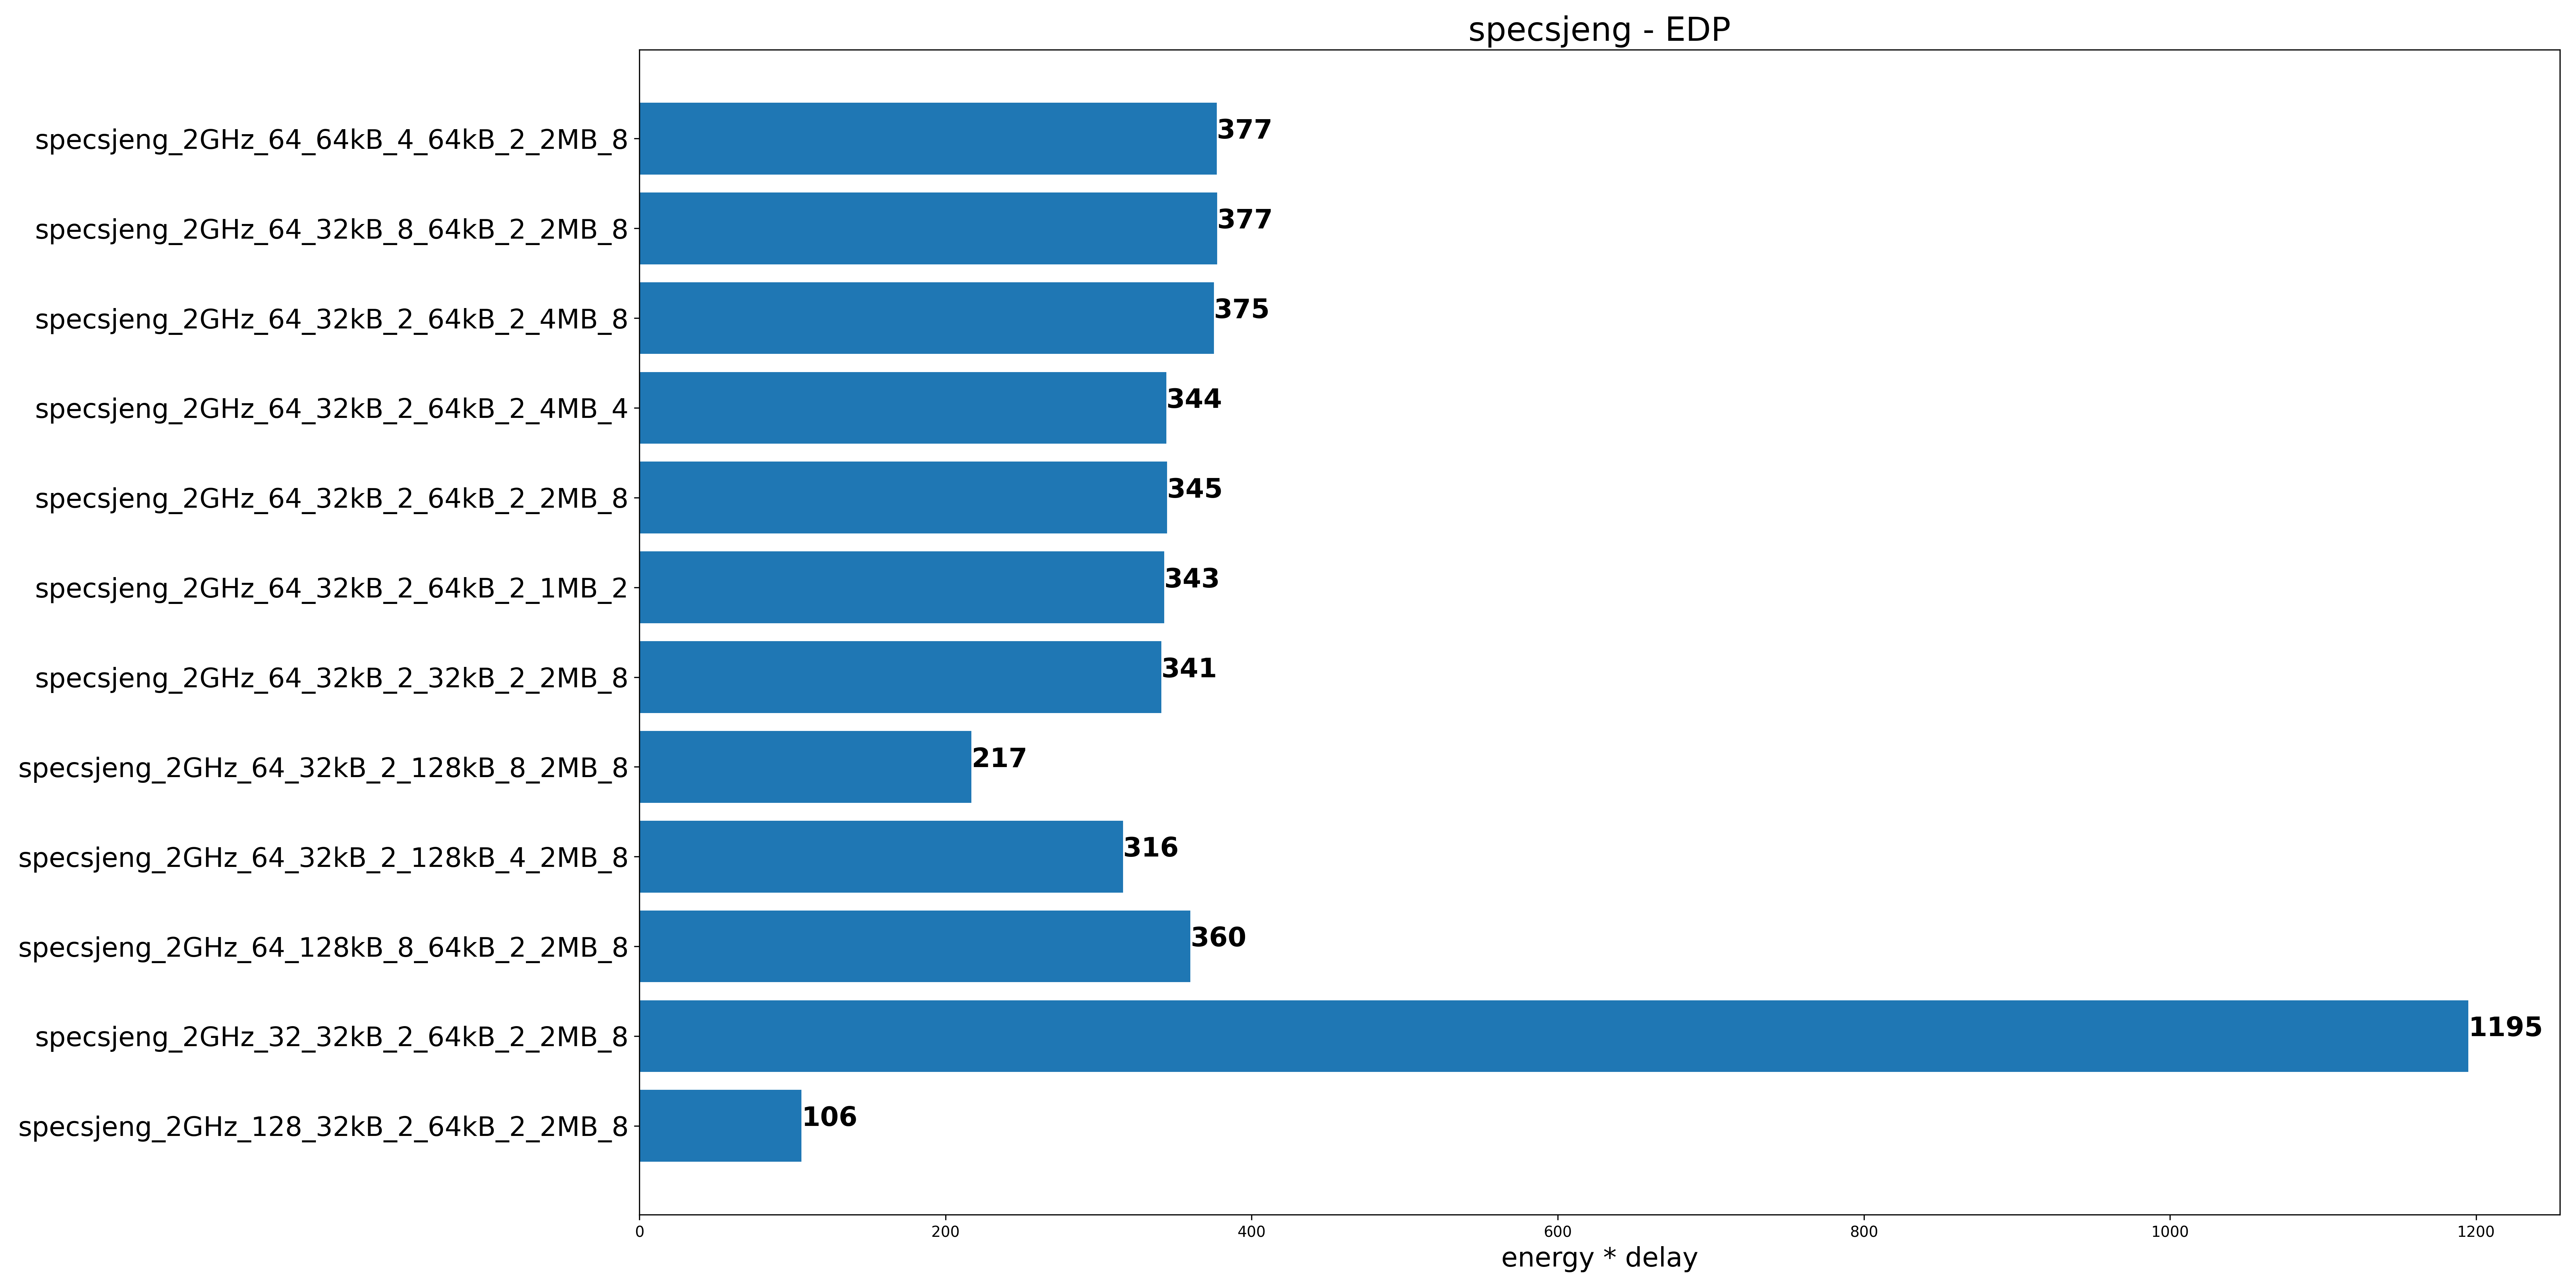 specsjeng - EDP
specsjeng_2GHz_64_64kB_4_64kB_2_2MB_8 377
specsjeng_2GHz_64_32kB_8_64kB_2_2MB_8 377
specsjeng_2GHz_64_32kB_2_64kB_2_4MB_8 375
specsjeng_2GHz_64_32kB_2_64kB_2_4MB_4 344
specsjeng_2GHz_64_32kB_2_64kB_2_2MB_8 345
specsjeng_2GHz_64_32kB_2_64kB_2_1MB_2 343
specsjeng_2GHz_64_32kB_2_32kB_2_2MB_8 341
specsjeng_2GHz_64_32kB_2_128kB_8_2MB_8 217
specsjeng_2GHz_64_32kB_2_128kB_4_2MB_8 316
specsjeng_2GHz_64_128kB_8_64kB_2_2MB_8 360
specsjeng_2GHz_32_32kB_2_64kB_2_2MB_8 1195
specsjeng_2GHz_128_32kB_2_64kB_2_2MB_8 106
0 200 400 600 800 1000 1200
energy * delay